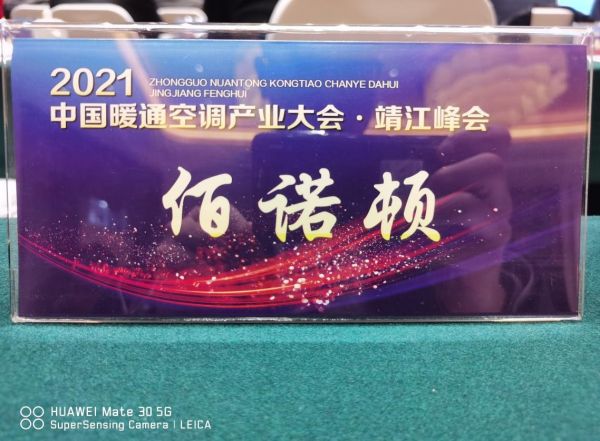 2021 ZHONGGUO NUANTONG KONGTIAO CHANYE DAHUI
JINGJIANG FENGHUI
中国暖通空调产业大会·靖江峰会
佰诺顿
HUAWEI Mate 30 5G
SuperSensing Camera | LEICA